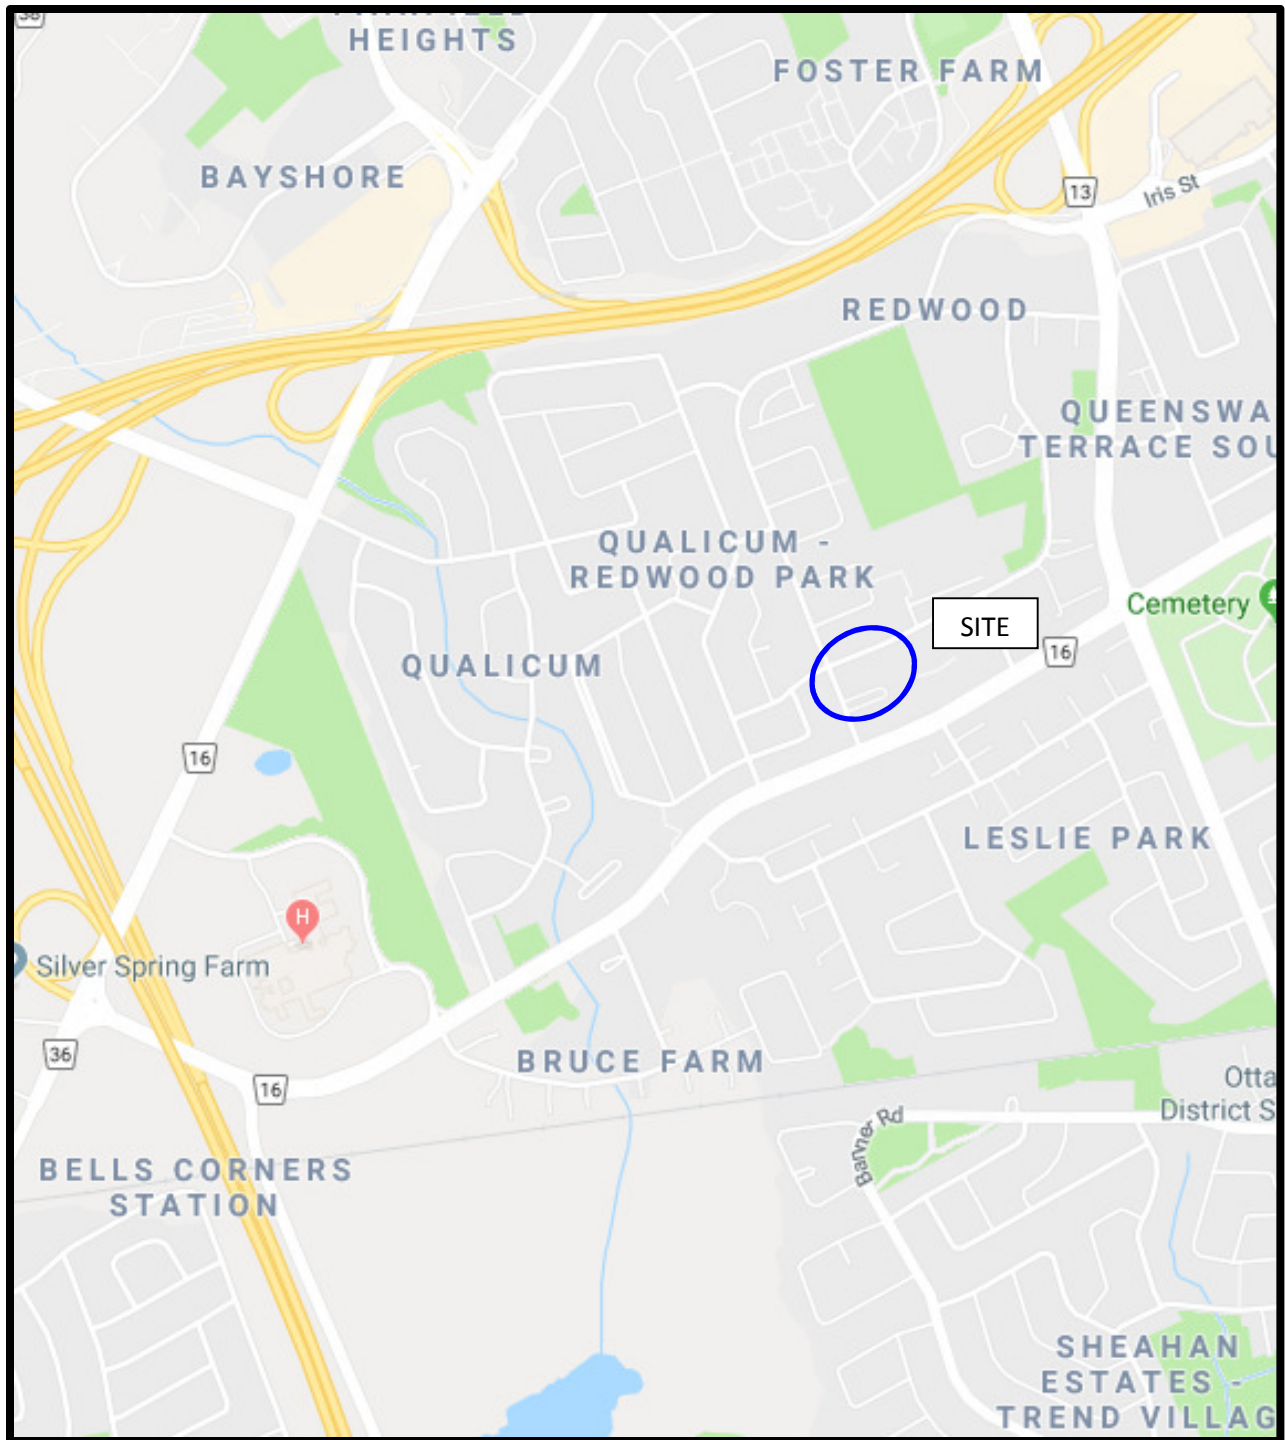 36
FAIRFIELD
HEIGHTS
FOSTER FARM
BAYSHORE
13
Iris St
REDWOOD
QUEENSWA
TERRACE SOU
QUALICUM -
REDWOOD PARK
Cemetery
SITE
16
QUALICUM
16
LESLIE PARK
H
Silver Spring Farm
36
BRUCE FARM
16
Otta
District S
Banner Rd
BELLS CORNERS
STATION
SHEAHAN
ESTATES -
TREND VILLAG